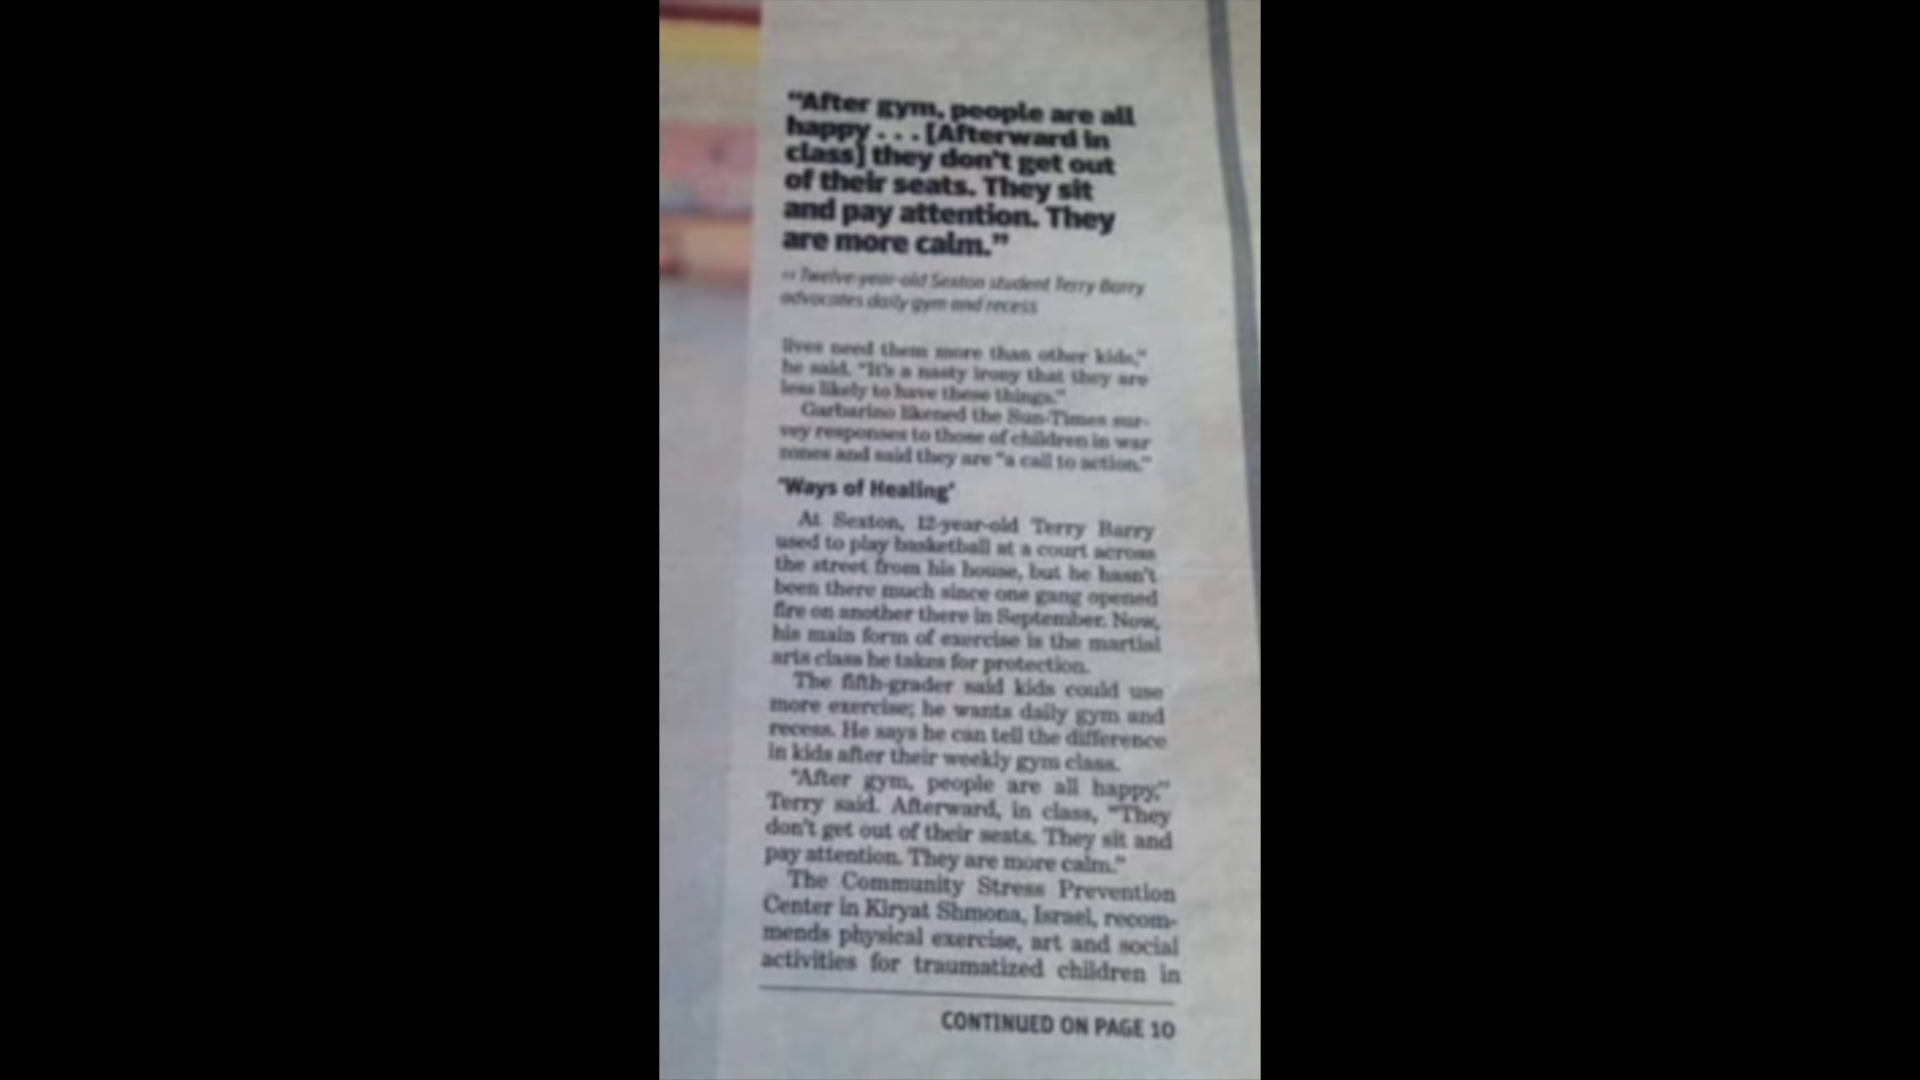 “After gym, people are all
happy . . . [Afterward in
class] they don’t get out
of their seats. They sit
and pay attention. They
are more calm.”
Twelve-year-old Sexton student Terry Barry
advocates daily gym and recess
lives need them more than other kids,”
he said. “It’s a nasty irony that they are
less likely to have these things.”
Garbarino likened the Sun-Times sur-
vey responses to those of children in war
zones and said they are “a call to action.”
‘Ways of Healing’
At Sexton, 12-year-old Terry Barry
used to play basketball at a court across
the street from his house, but he hasn’t
been there much since one gang opened
fire on another there in September. Now,
his main form of exercise is the martial
arts class he takes for protection.
The fifth-grader said kids could use
more exercise; he wants daily gym and
recess. He says he can tell the difference
in kids after their weekly gym class.
“After gym, people are all happy,”
Terry said. Afterward, in class, “They
don’t get out of their seats. They sit and
pay attention. They are more calm.”
The Community Stress Prevention
Center in Kiryat Shmona, Israel, recom-
mends physical exercise, art and social
activities for traumatized children in
CONTINUED ON PAGE 10